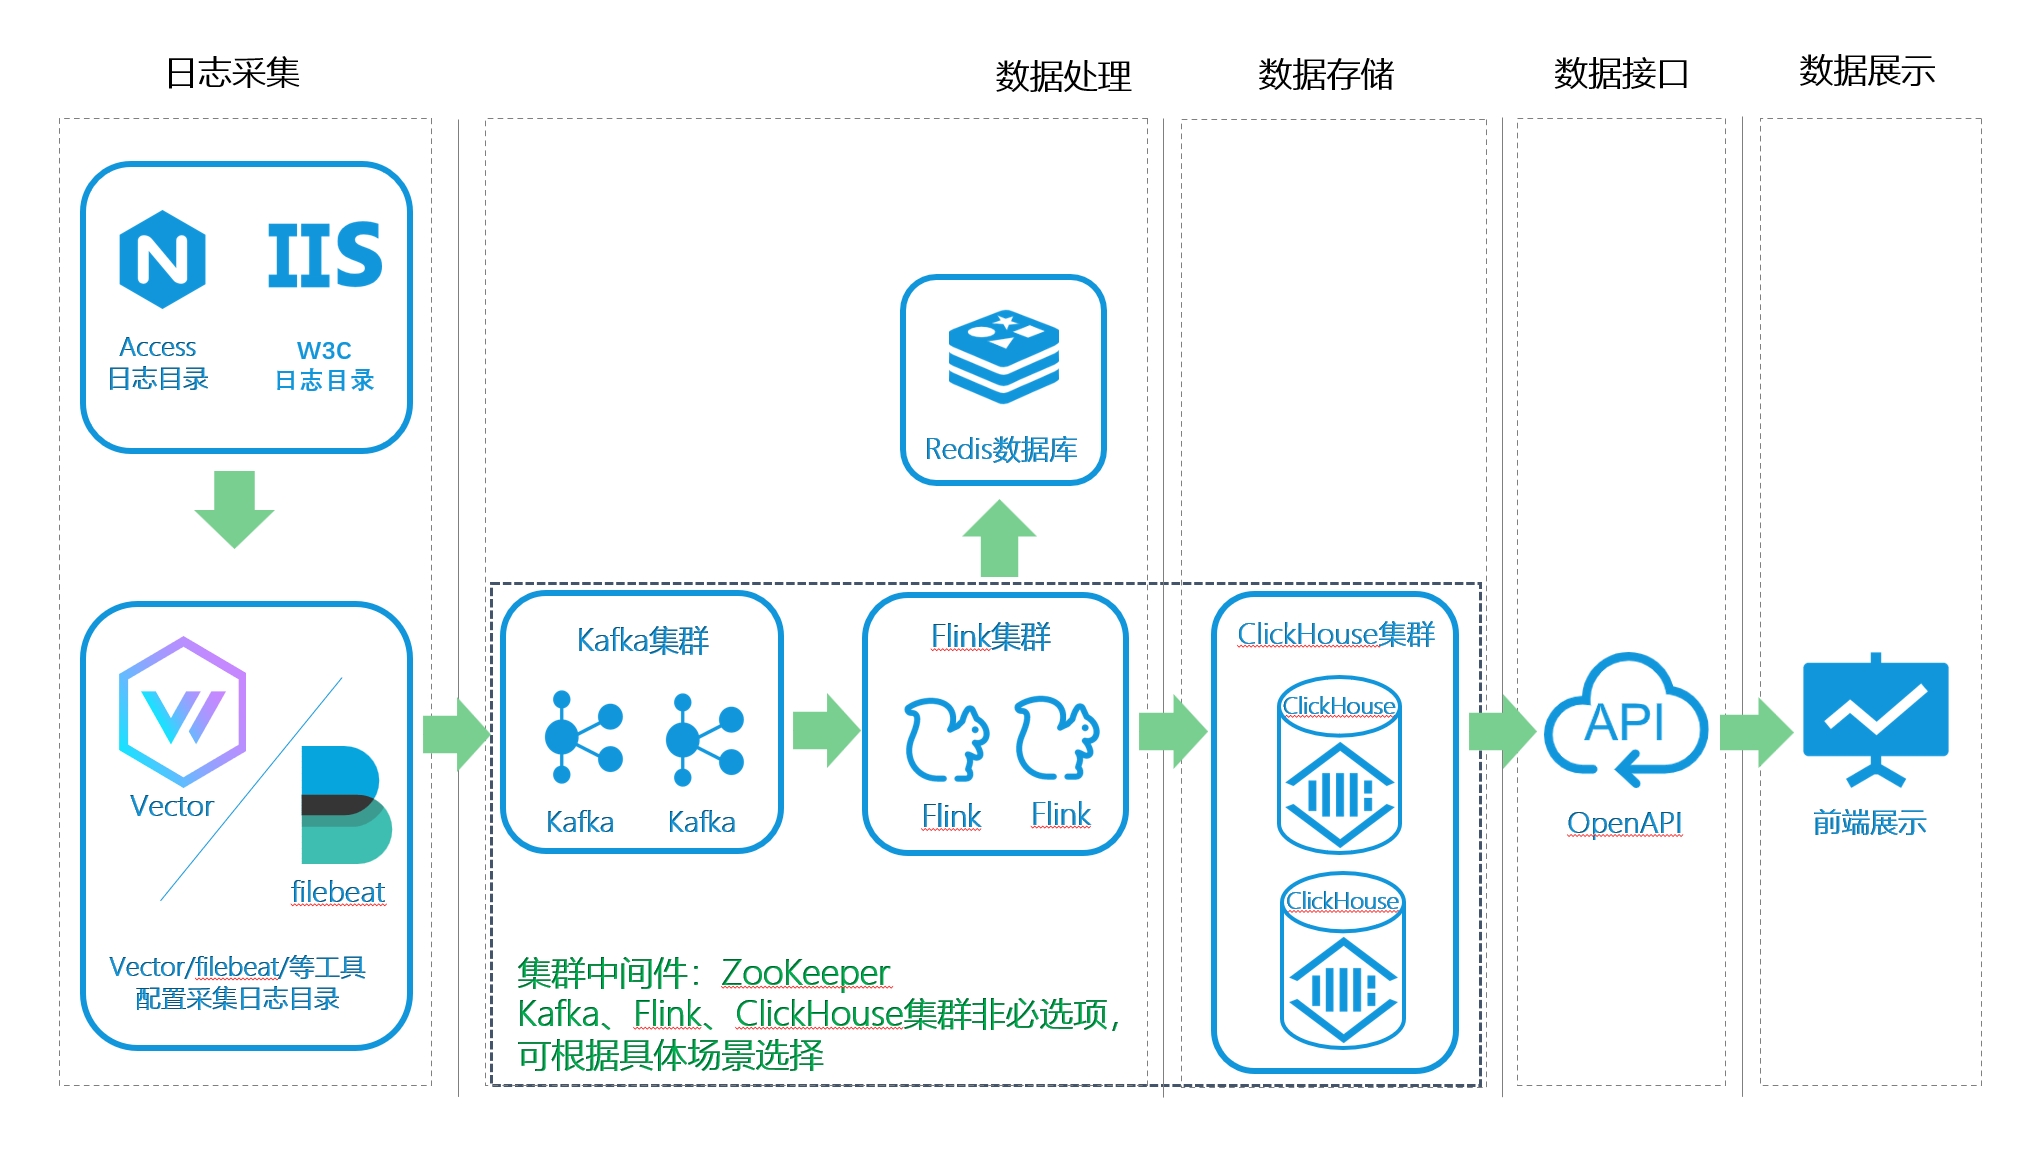 日志采集
数据处理
数据存储
数据接口
数据展示
IIS
Access
日志目录
W3C
日志目录
Vector
filebeat
Vector/filebeat/等工具
配置采集日志目录
Redis数据库
Kafka集群
Kafka
Kafka
Flink集群
Flink
Flink
集群中间件：ZooKeeper
Kafka、Flink、ClickHouse集群非必选项，
可根据具体场景选择
ClickHouse集群
ClickHouse
ClickHouse
API
OpenAPI
前端展示